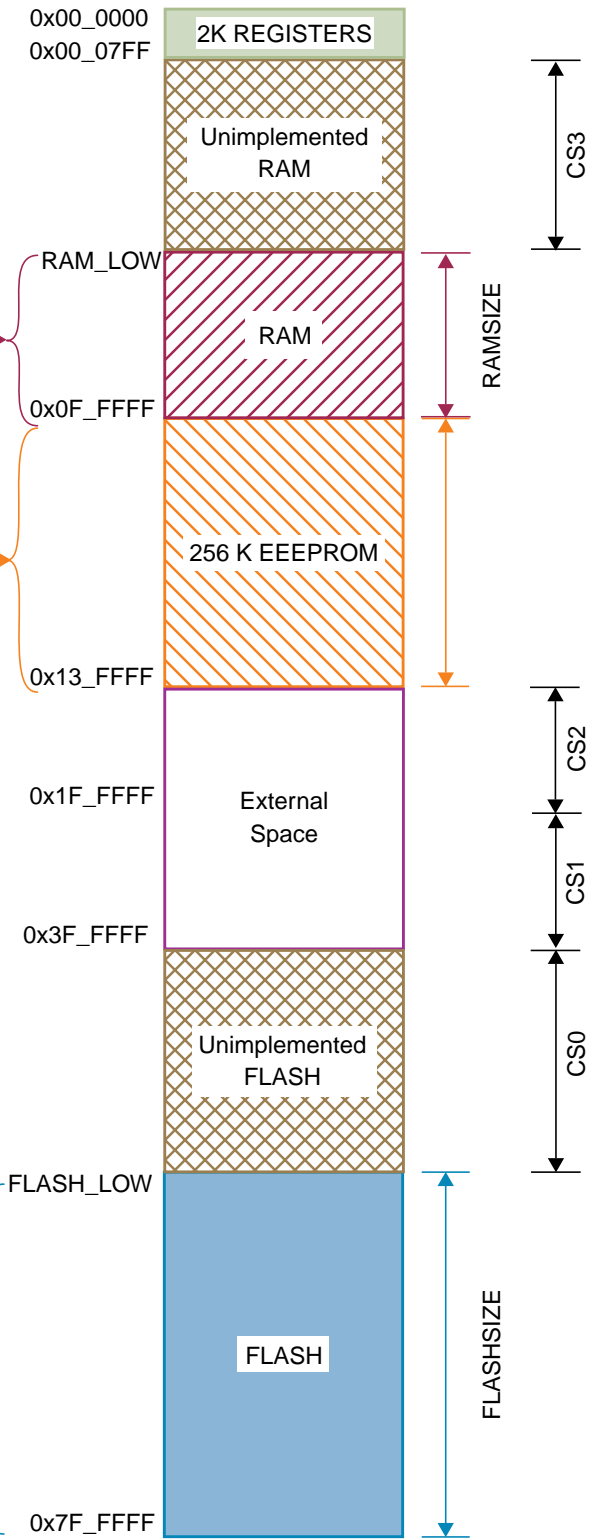 0x00_0000
2K REGISTERS
0x00_07FF
Unimplemented
RAM
CS3
RAM_LOW
RAM
RAMSIZE
0x0F_FFFF
256 K EEEPROM
0x13_FFFF
CS2
0x1F_FFFF
External
Space
CS1
0x3F_FFFF
Unimplemented
FLASH
CS0
FLASH_LOW
FLASH
FLASHSIZE
0x7F_FFFF